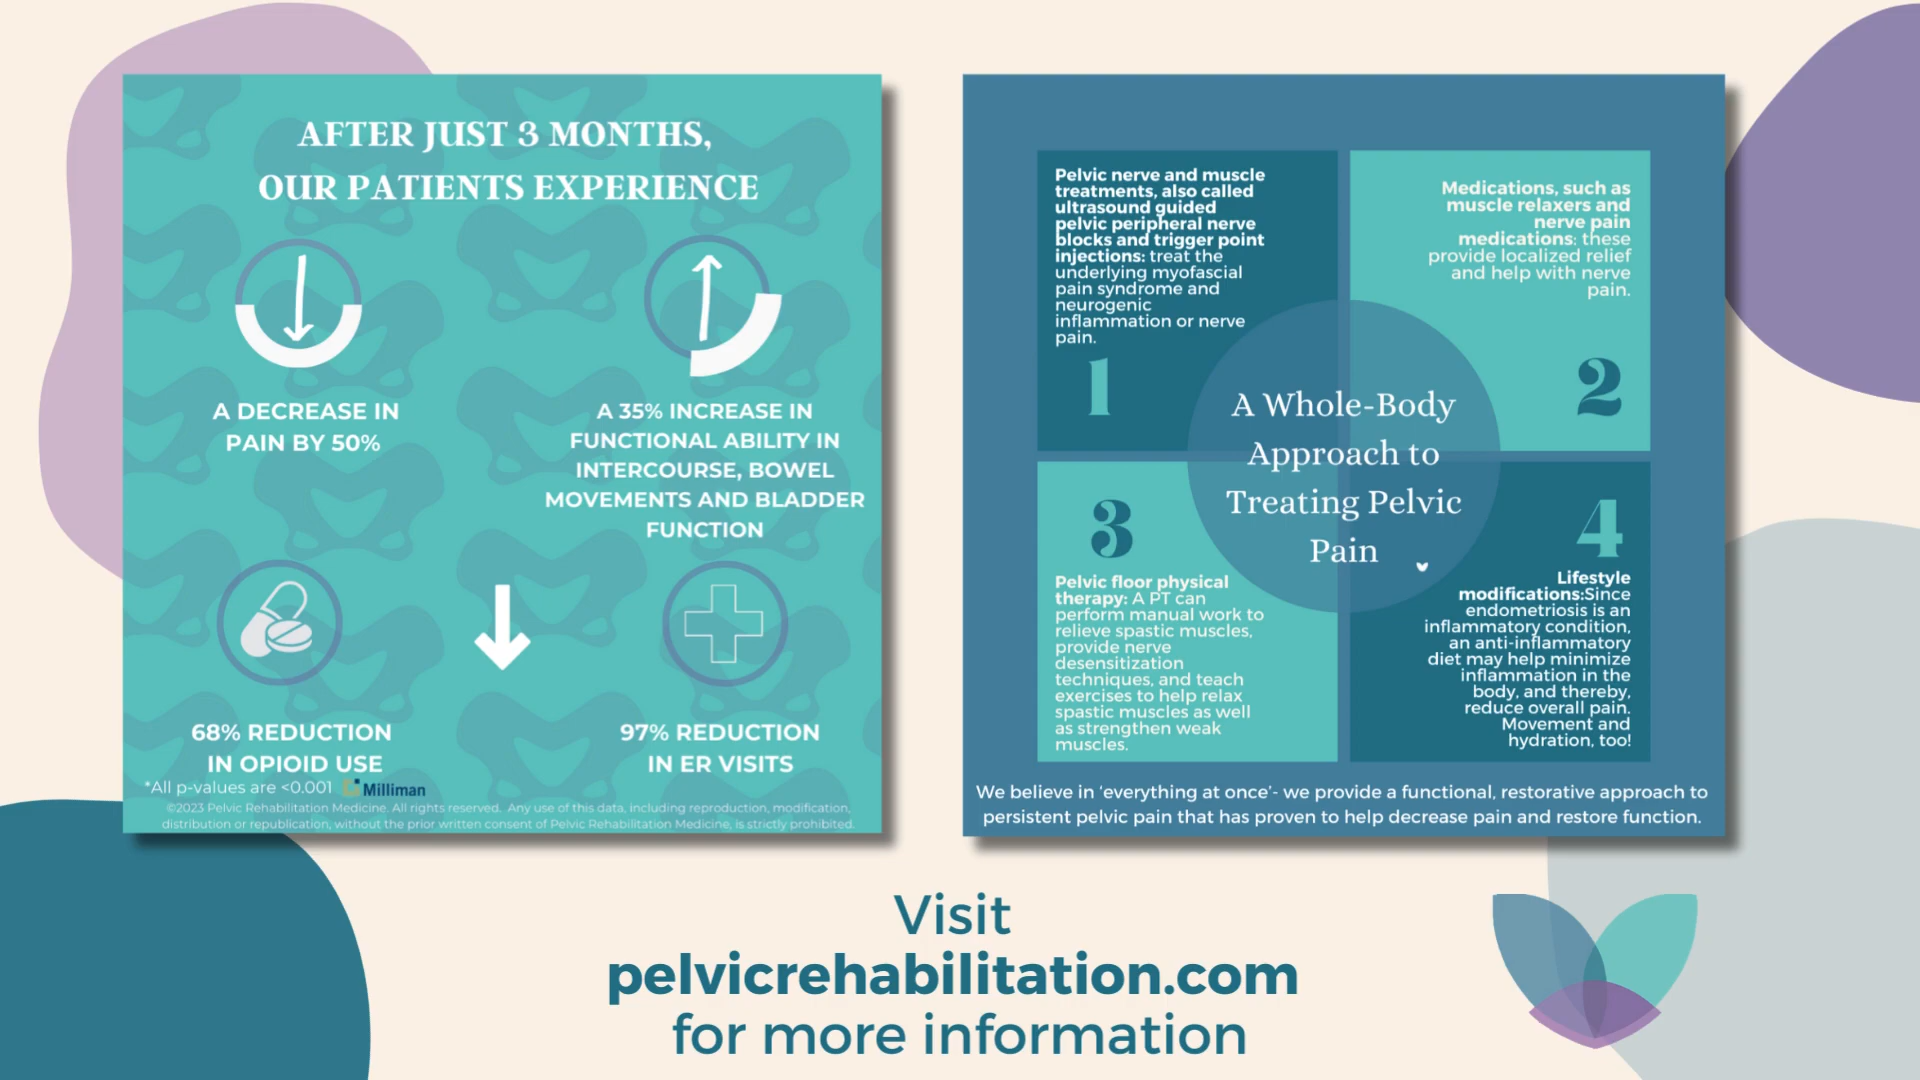 AFTER JUST 3 MONTHS,
OUR PATIENTS EXPERIENCE
A DECREASE IN
PAIN BY 50%
A 35% INCREASE IN
FUNCTIONAL ABILITY IN
INTERCOURSE, BOWEL
MOVEMENTS AND BLADDER
FUNCTION
68% REDUCTION
IN OPIOID USE
97% REDUCTION
IN ER VISITS
*All p-values are <0.001
Milliman
©2023 Pelvic Rehabilitation Medicine. All rights reserved. Any use of this data, including reproduction, modification,
distribution or republication, without the prior written consent of Pelvic Rehabilitation Medicine, is strictly prohibited.
Pelvic nerve and muscle
treatments, also called
ultrasound guided
pelvic peripheral nerve
blocks and trigger point
injections: treat the
underlying myofascial
pain syndrome and
neurogenic
inflammation or nerve
pain.
1
Medications, such as
muscle relaxers and
nerve pain
medications: these
provide localized relief
and help with nerve
pain.
2
A Whole-Body
Approach to
Treating Pelvic
Pain
3
Pelvic floor physical
therapy: A PT can
perform manual work to
relieve spastic muscles,
provide nerve
desensitization
techniques, and teach
exercises to help relax
spastic muscles as well
as strengthen weak
muscles.
4
Lifestyle
modifications:Since
endometriosis is an
inflammatory condition,
an anti-inflammatory
diet may help minimize
inflammation in the
body, and thereby,
reduce overall pain.
Movement and
hydration, too!
We believe in ‘everything at once’- we provide a functional, restorative approach to
persistent pelvic pain that has proven to help decrease pain and restore function.
Visit
pelvicrehabilitation.com
for more information